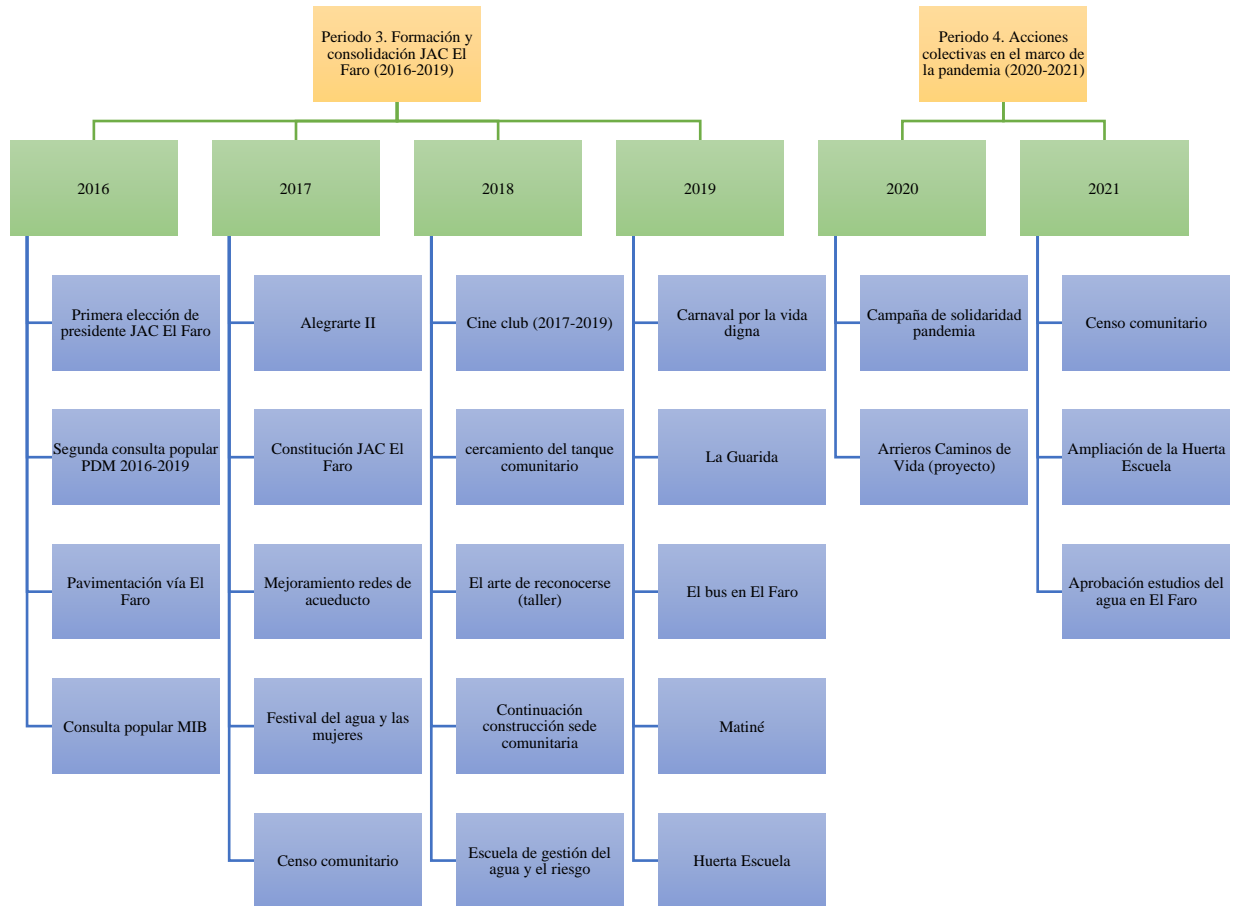 Periodo 3. Formación y
consolidación JAC El
Faro (2016-2019)
2016
Primera elección de
presidente JAC El Faro
Segunda consulta popular
PDM 2016-2019
Pavimentación vía El
Faro
Consulta popular MIB
2017
Alegrarte II
Constitución JAC El
Faro
Mejoramiento redes de
acueducto
Festival del agua y las
mujeres
Censo comunitario
2018
Cine club (2017-2019)
cercamiento del tanque
comunitario
El arte de reconocerse
(taller)
Continuación
construcción sede
comunitaria
Escuela de gestión del
agua y el riesgo
2019
Carnaval por la vida
digna
La Guarida
El bus en El Faro
Matiné
Huerta Escuela
Periodo 4. Acciones
colectivas en el marco de
la pandemia (2020-2021)
2020
Campaña de solidaridad
pandemia
Arrieros Caminos de
Vida (proyecto)
2021
Censo comunitario
Ampliación de la Huerta
Escuela
Aprobación estudios del
agua en El Faro